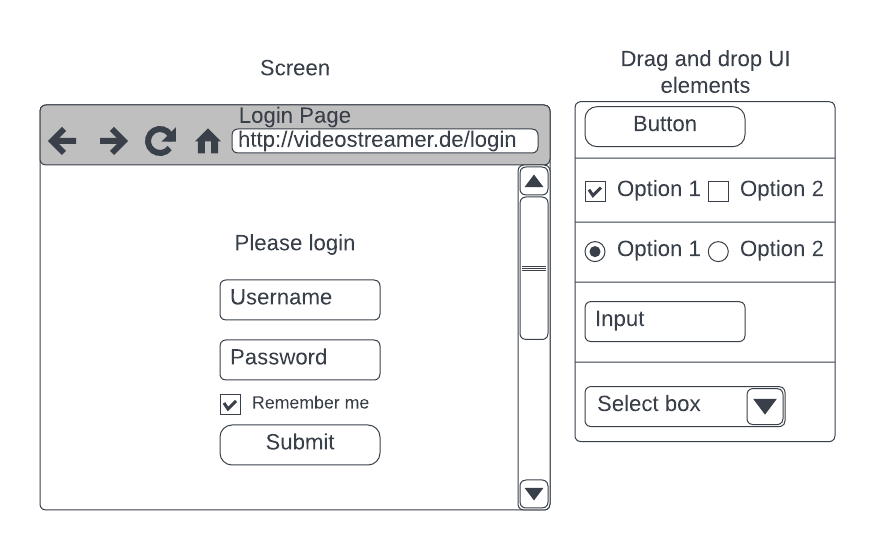 Screen
Login Page
http://videostreamer.de/login
Please login
Username
Password
Remember me
Submit
Drag and drop UI
elements
Button
Option 1 Option 2
Option 1 Option 2
Input
Select box